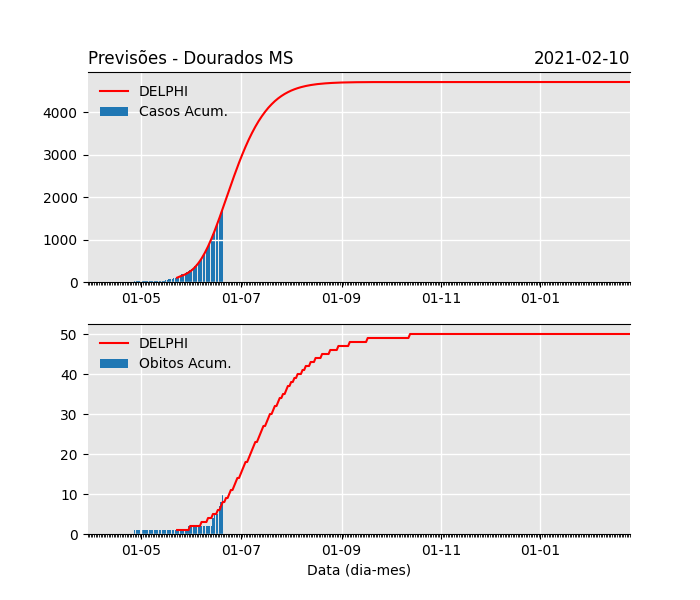 Previsões - Dourados MS 2021-02-10
DELPHI
Casos Acum.
4000
3000
2000
1000
0
01-05 01-07 01-09 01-11 01-01
DELPHI
Obitos Acum.
50
40
30
20
10
0
01-05 01-07 01-09 01-11 01-01
Data (dia-mes)